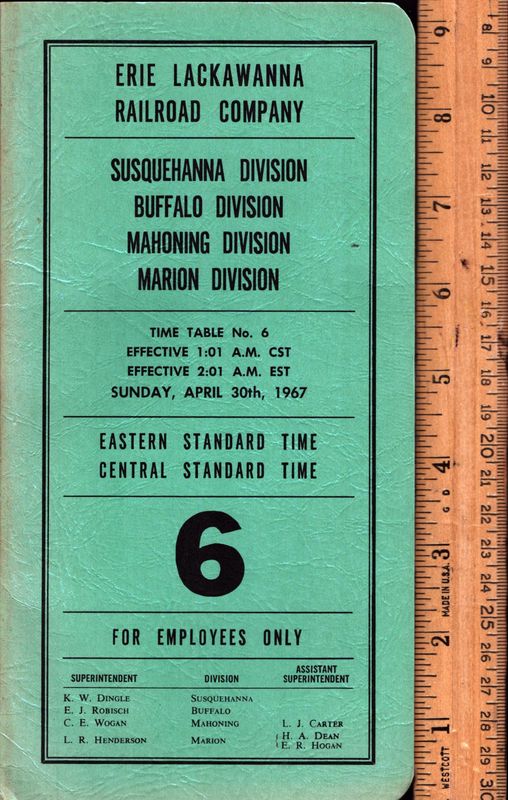 ERIE LACKAWANNA
RAILROAD COMPANY
SUSQUEHANNA DIVISION
BUFFALO DIVISION
MAHONING DIVISION
MARION DIVISION
TIME TABLE No. 6
EFFECTIVE 1:01 A.M. CST
EFFECTIVE 2:01 A.M. EST
SUNDAY, APRIL 30th, 1967
EASTERN STANDARD TIME
CENTRAL STANDARD TIME
6
FOR EMPLOYEES ONLY
SUPERINTENDENT DIVISION ASSISTANT SUPERINTENDENT
K. W. DINGLE SUSQUEHANNA
E. J. ROBISCH BUFFALO
C. E. WOGAN MAHONING L. J. CARTER
L. R. HENDERSON MARION H. A. DEAN
E. R. HOGAN
9 8 7 6 5 4 3 2 1
MADE IN U.S.A.
WESTCOTT
8 9 10 11 12 13 14 15 16 17 18 19 20 21 22 23 24 25 26 27 28 29 30